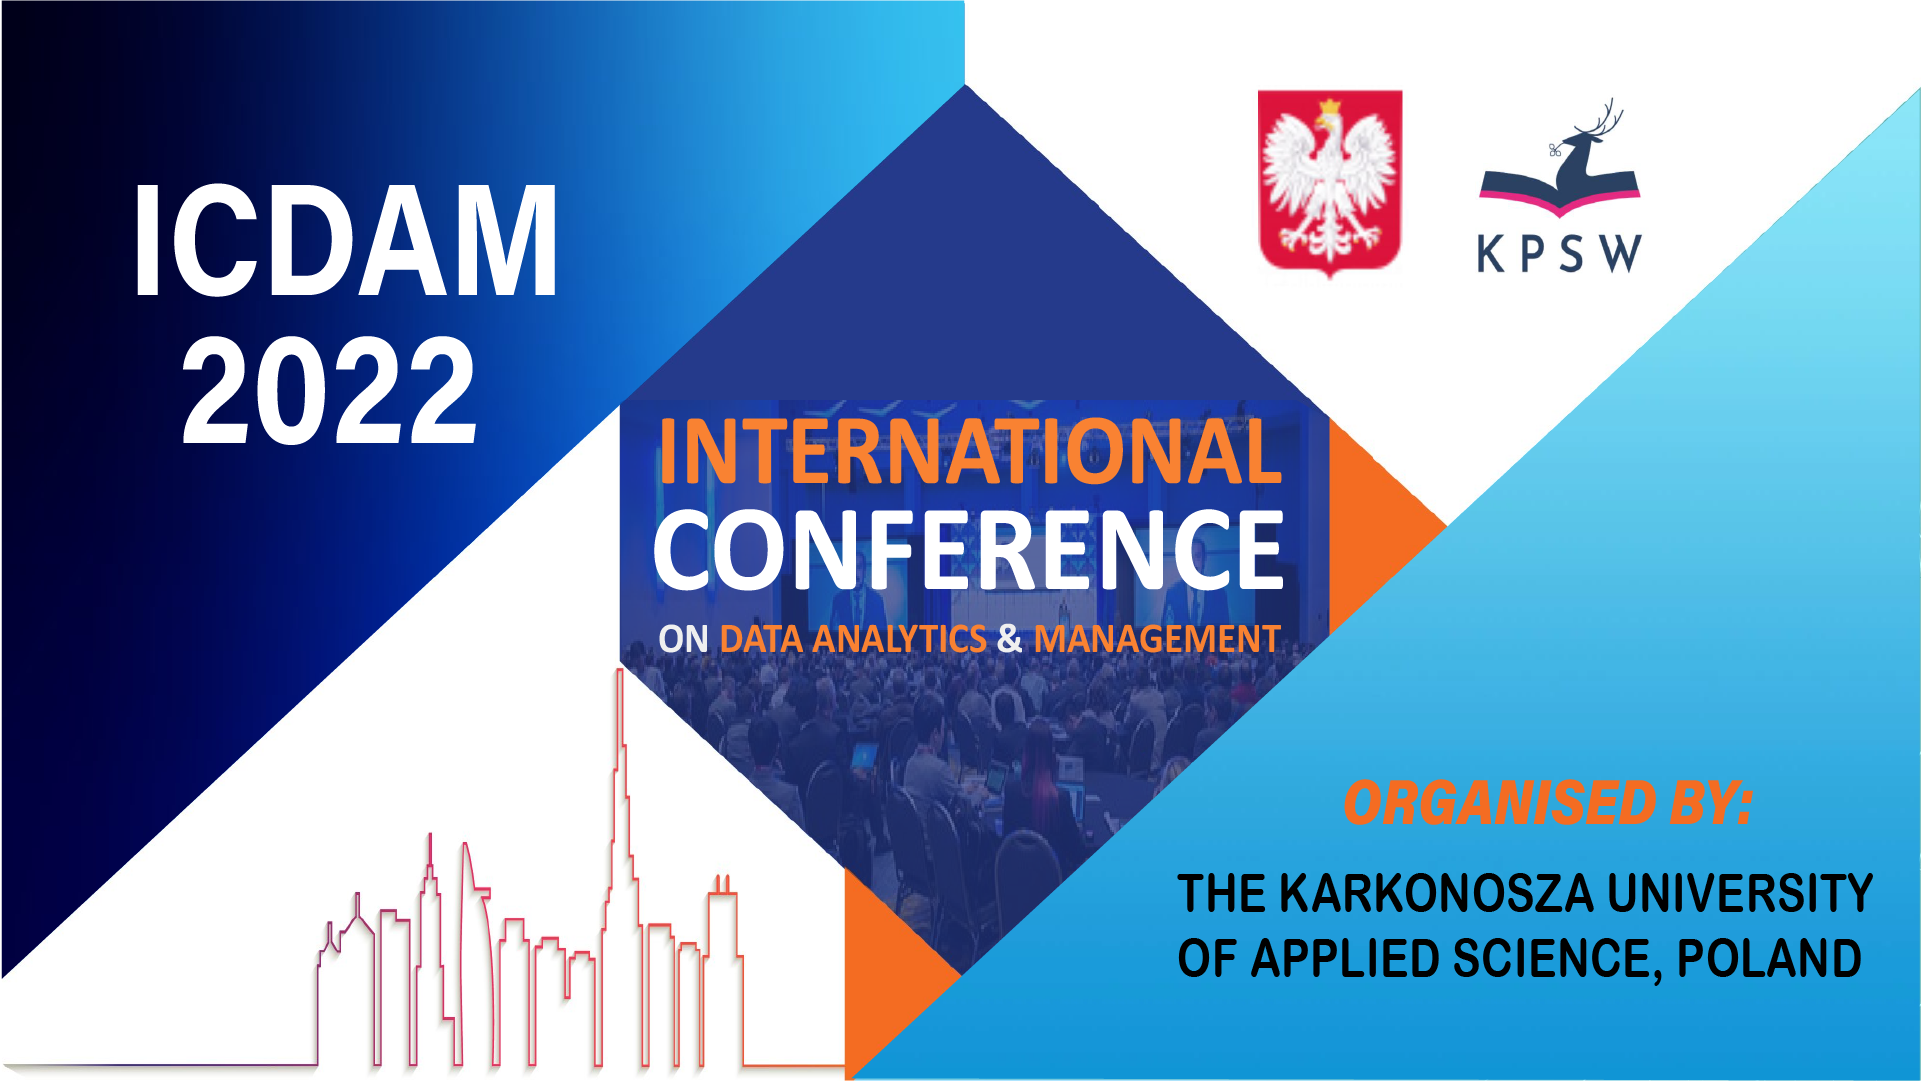 ICDAM
2022
KPSW
INTERNATIONAL
CONFERENCE
ON DATA ANALYTICS & MANAGEMENT
ORGANISED BY:
THE KARKONOSZA UNIVERSITY
OF APPLIED SCIENCE, POLAND